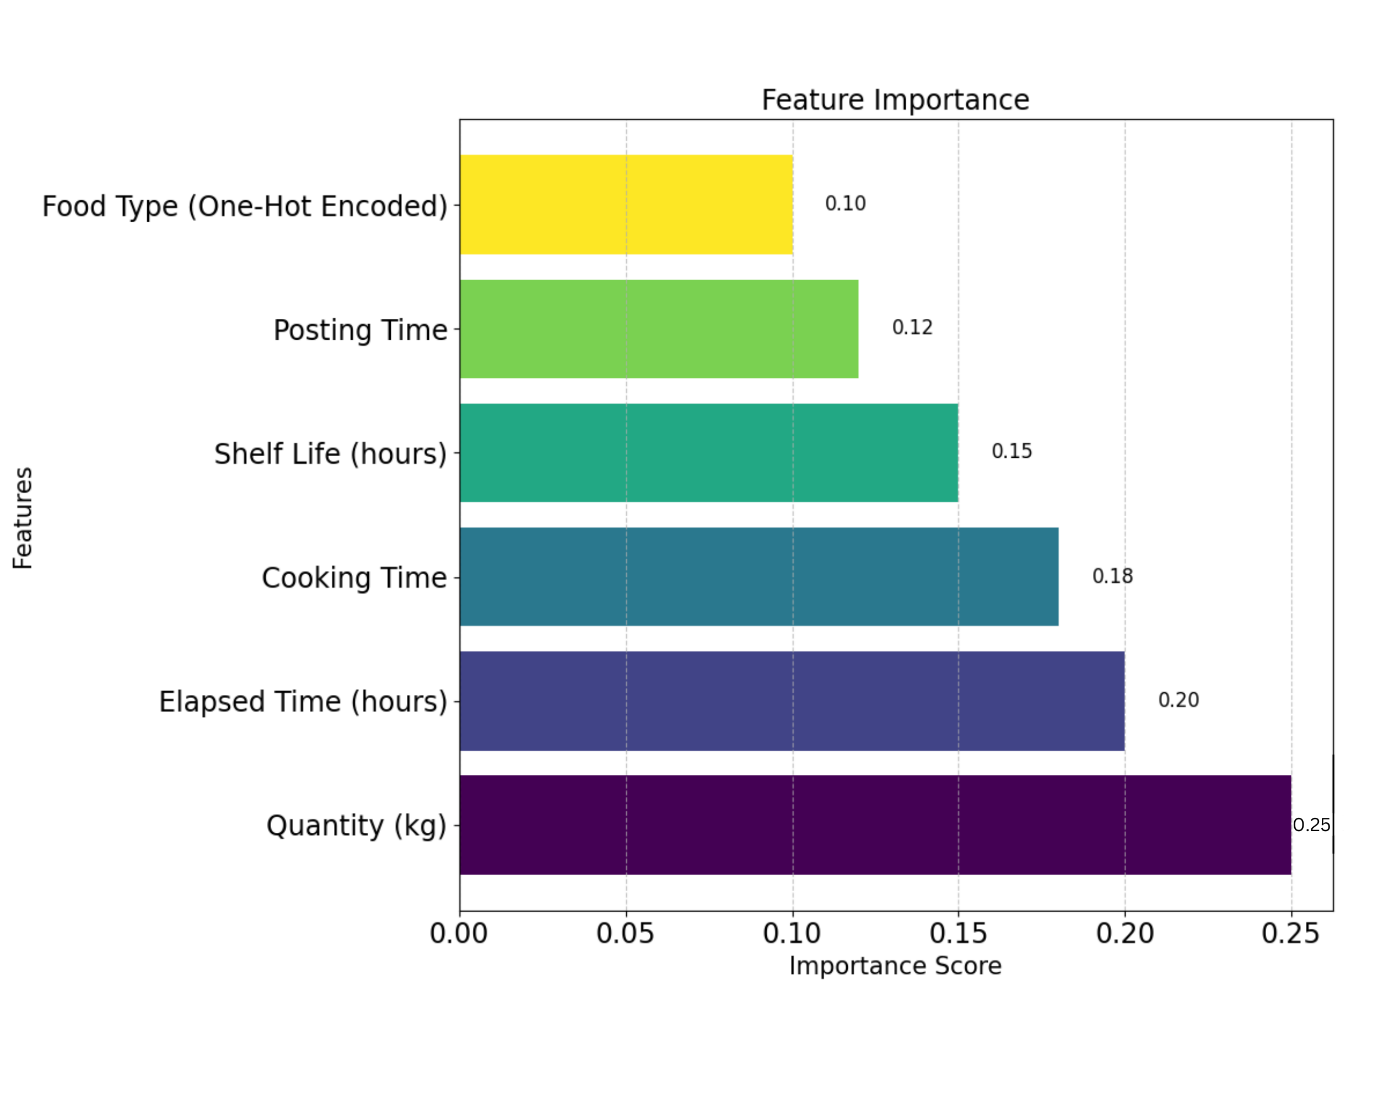 Feature Importance
Food Type (One-Hot Encoded)
0.10
Posting Time
0.12
Shelf Life (hours)
0.15
Features
Cooking Time
0.18
Elapsed Time (hours)
0.20
Quantity (kg)
0.25
0.00 0.05 0.10 0.15 0.20 0.25
Importance Score